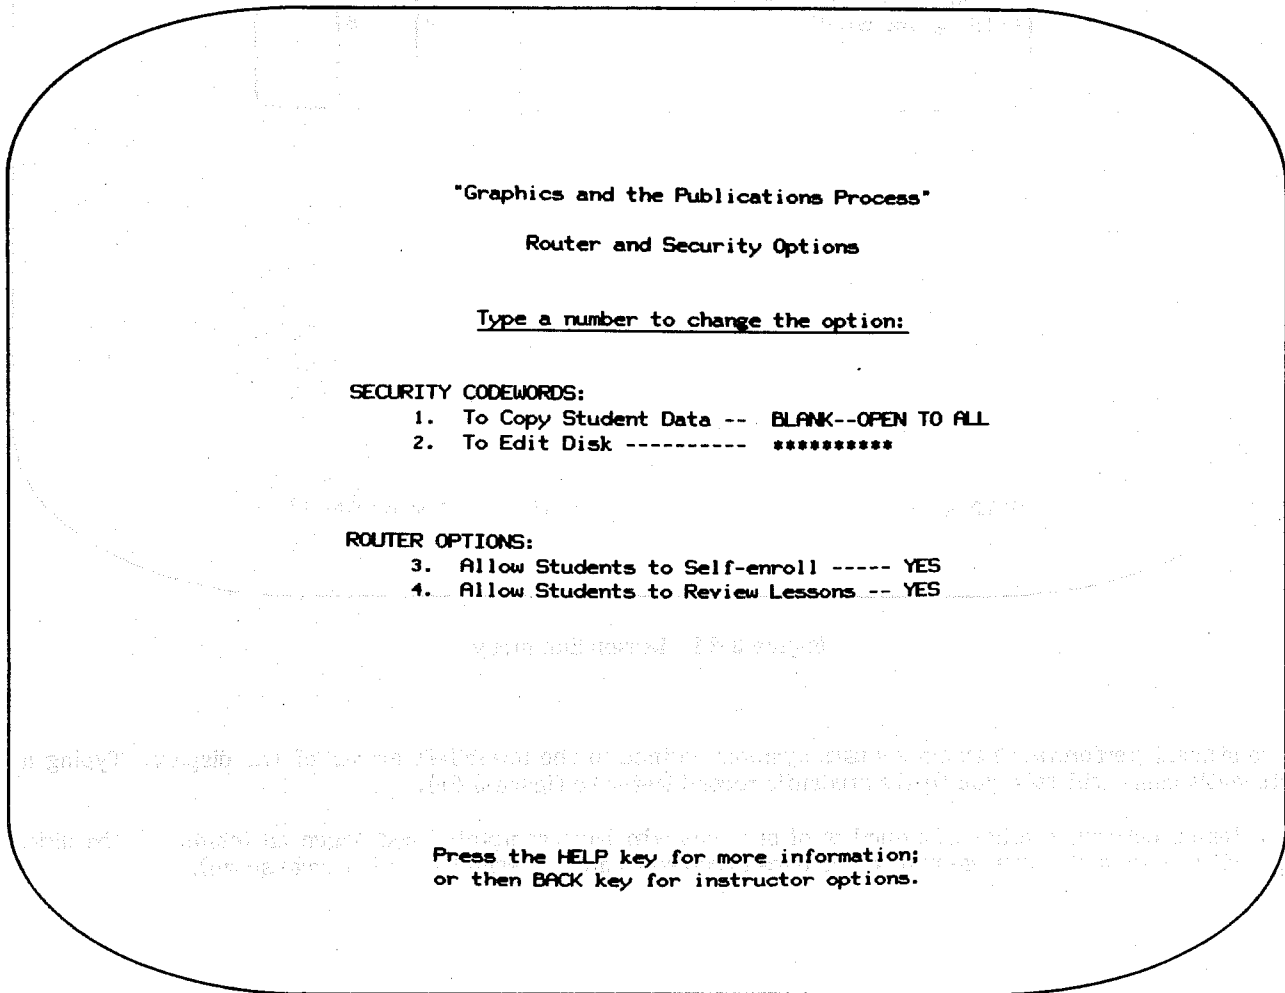 "Graphics and the Publications Process"
Router and Security Options
Type a number to change the option:
SECURITY CODEWORDS:
1. To Copy Student Data -- BLANK--OPEN TO ALL
2. To Edit Disk ---------- **********
ROUTER OPTIONS:
3. Allow Students to Self-enroll ----- YES
4. Allow Students to Review Lessons -- YES
Press the HELP key for more information;
or then BACK key for instructor options.